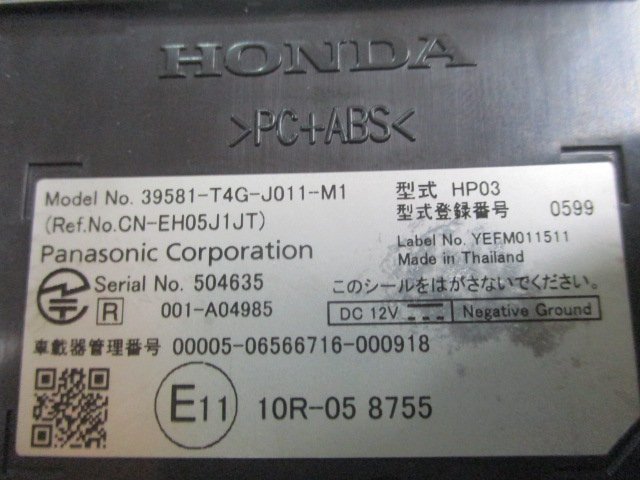 HONDA
>PC+ABS<
Model No. 39581-T4G-J011-M1
(Ref.No.CN-EH05J1JT)
Panasonic Corporation
Serial No. 504635
R 001-A04985
型式 HP03
型式登録番号 0599
Label No. YEFM011511
Made in Thailand
このシールをはがさないでください。
DC 12V Negative Ground
車載器管理番号 00005-06566716-000918
E11 10R-05 8755